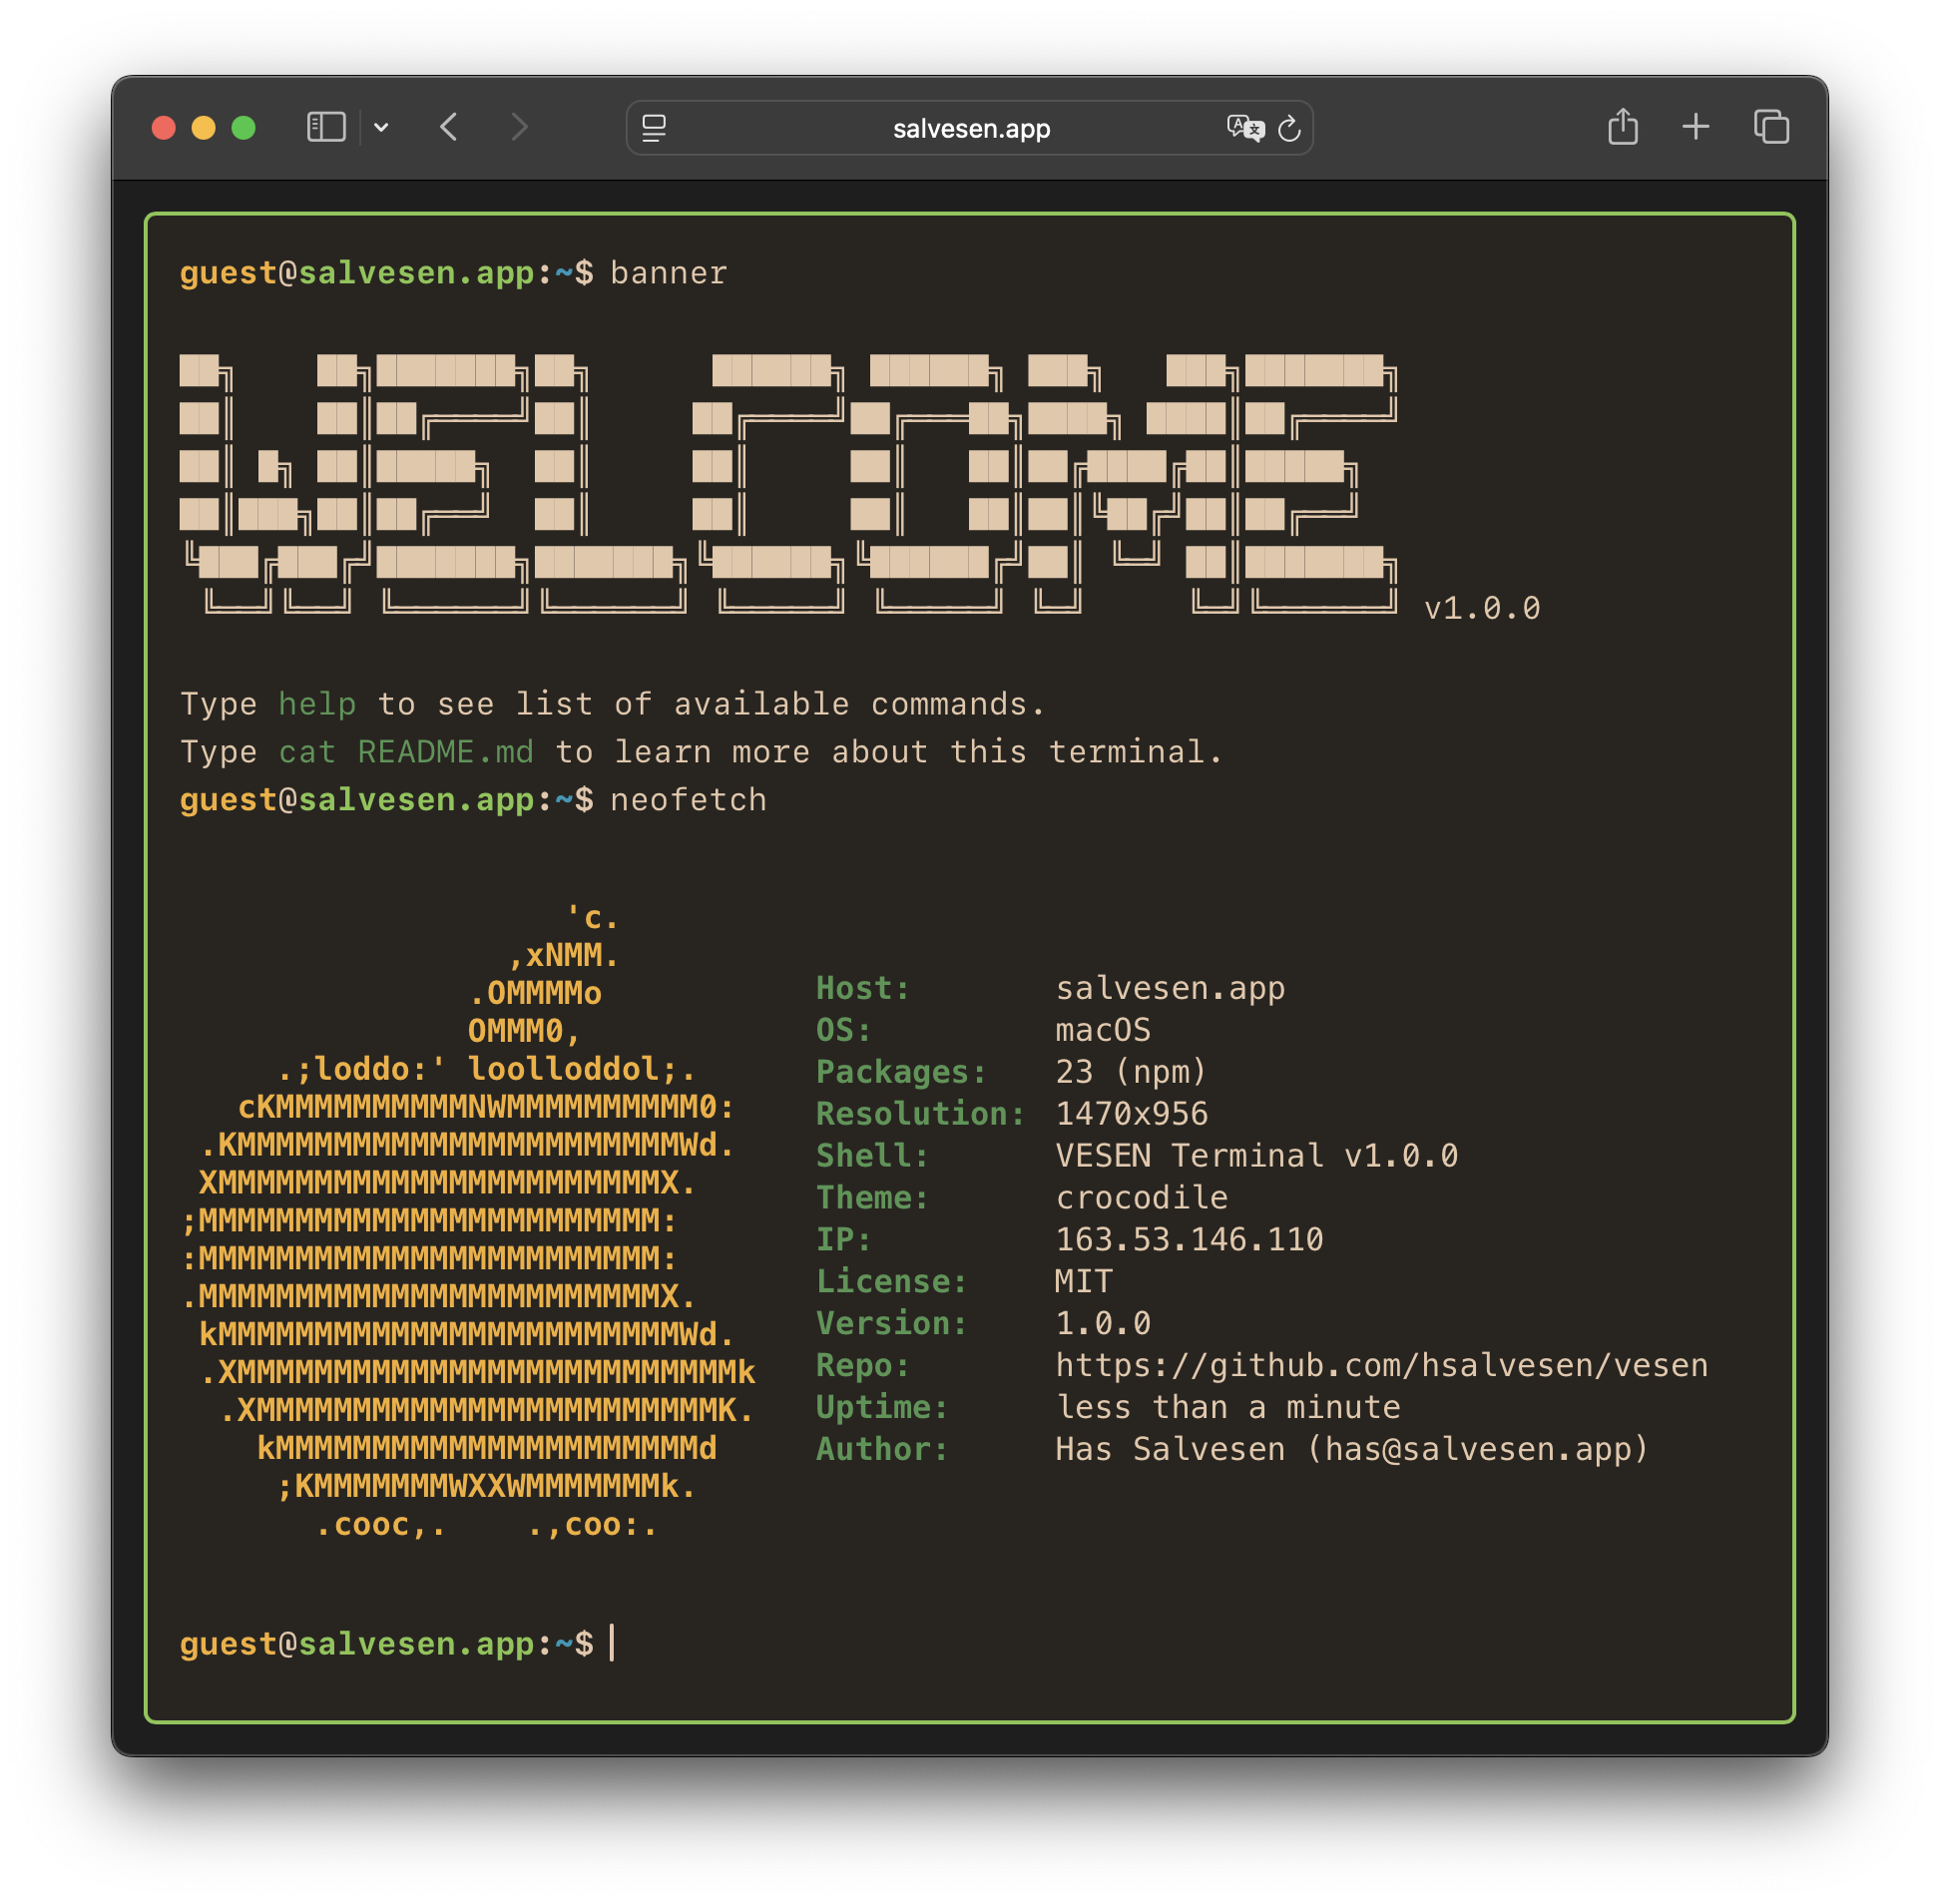 salvesen.app
guest@salvesen.app:~$ banner
WELCOME
v1.0.0
Type help to see list of available commands.
Type cat README.md to learn more about this terminal.
guest@salvesen.app:~$ neofetch
'c.
,xNMM.
.OMMMMo
OMMM0,
.;loddo:' loolloddol;.
cKMMMMMMMMMMNWMMMMMMMMMM0:
.KMMMMMMMMMMMMMMMMMMMMMMMWd.
XMMMMMMMMMMMMMMMMMMMMMMMX.
;MMMMMMMMMMMMMMMMMMMMMMMM:
:MMMMMMMMMMMMMMMMMMMMMMMM:
.MMMMMMMMMMMMMMMMMMMMMMMMX.
kMMMMMMMMMMMMMMMMMMMMMMMMWd.
.XMMMMMMMMMMMMMMMMMMMMMMMMMMk
.XMMMMMMMMMMMMMMMMMMMMMMMMK.
kMMMMMMMMMMMMMMMMMMMMMMd
;KMMMMMMMWXXWMMMMMMMk.
.cooc,.    .,coo:.
Host: salvesen.app
OS: macOS
Packages: 23 (npm)
Resolution: 1470x956
Shell: VESEN Terminal v1.0.0
Theme: crocodile
IP: 163.53.146.110
License: MIT
Version: 1.0.0
Repo: https://github.com/hsalvesen/vesen
Uptime: less than a minute
Author: Has Salvesen (has@salvesen.app)
guest@salvesen.app:~$